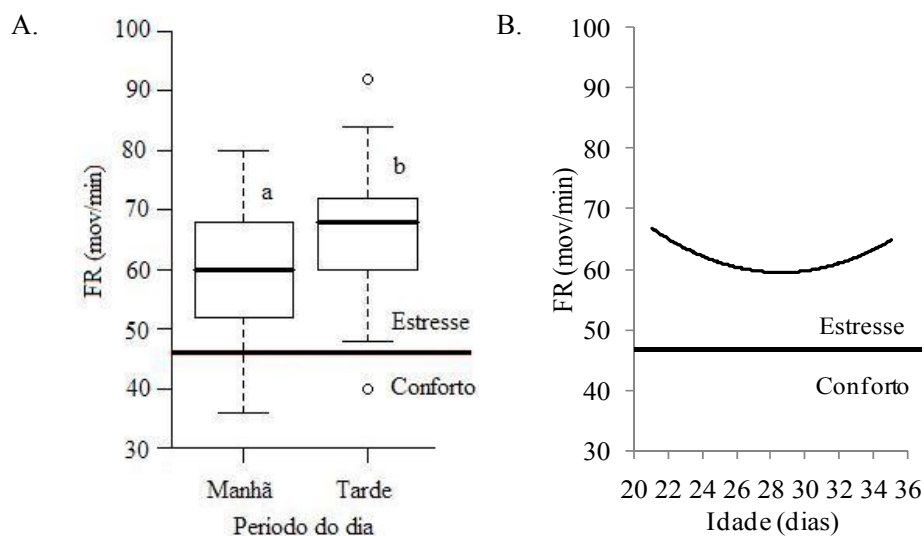 A.
100
90
80
70
60
50
40
30
FR (mov/min)
a
b
Estresse
Conforto
Manhã
Tarde
Periodo do dia
B.
100
90
80
70
60
50
40
30
FR (mov/min)
Estresse
Conforto
20 22 24 26 28 30 32 34 36
Idade (dias)